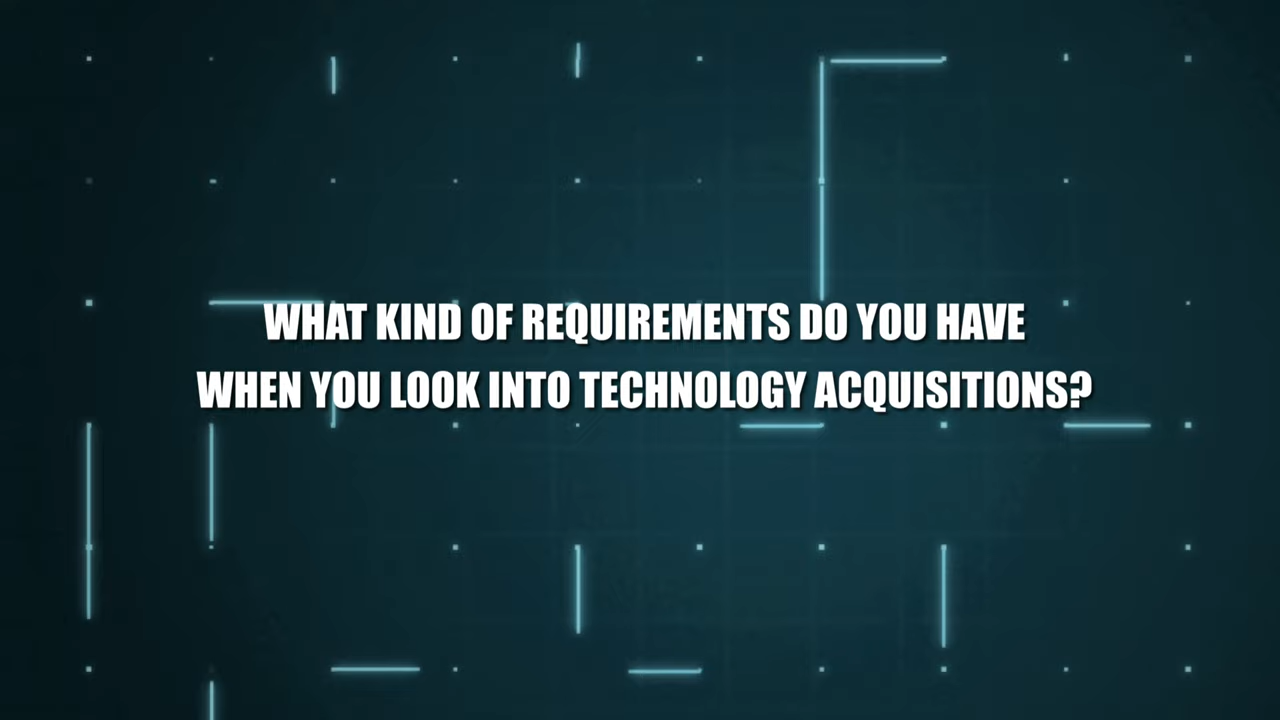 WHAT KIND OF REQUIREMENTS DO YOU HAVE
WHEN YOU LOOK INTO TECHNOLOGY ACQUISITIONS?